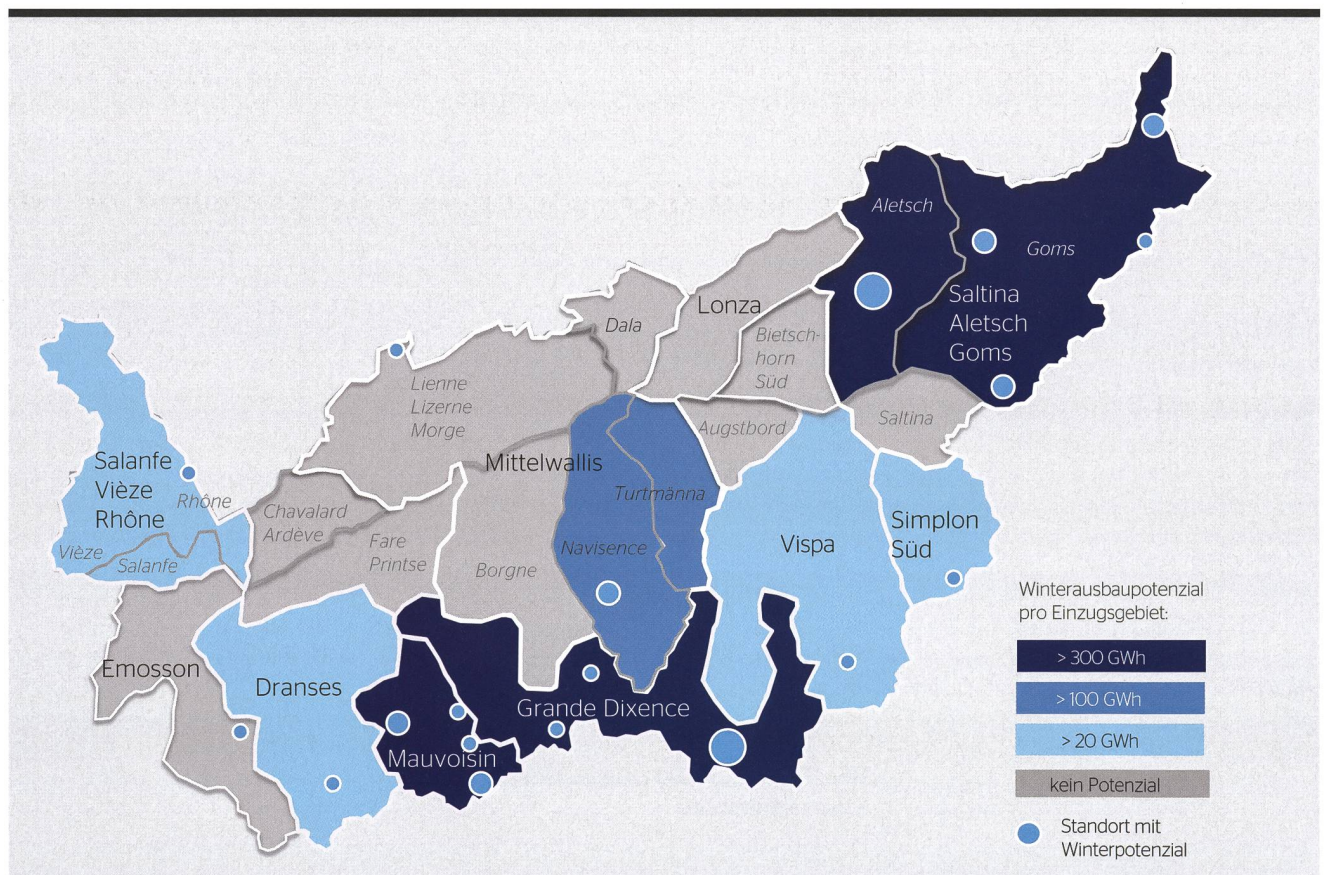 Aletsch
Goms
Saltina
Aletsch
Goms
Lonza
Dala
Bietsch-
horn
Süd
Lienne
Lizerne
Morge
Augstbord
Saltina
Mittelwallis
Salanfe
Vièze
Rhône
Rhône
Turtmänna
Chavalard
Ardève
Simplon
Süd
Vièze
Salanfe
Fare
Printse
Borgne
Navisence
Vispa
Emosson
Dranses
Grande Dixence
Mauvoisin
Winterausbaupotenzial
pro Einzugsgebiet:
> 300 GWh
> 100 GWh
> 20 GWh
kein Potenzial
Standort mit
Winterpotenzial